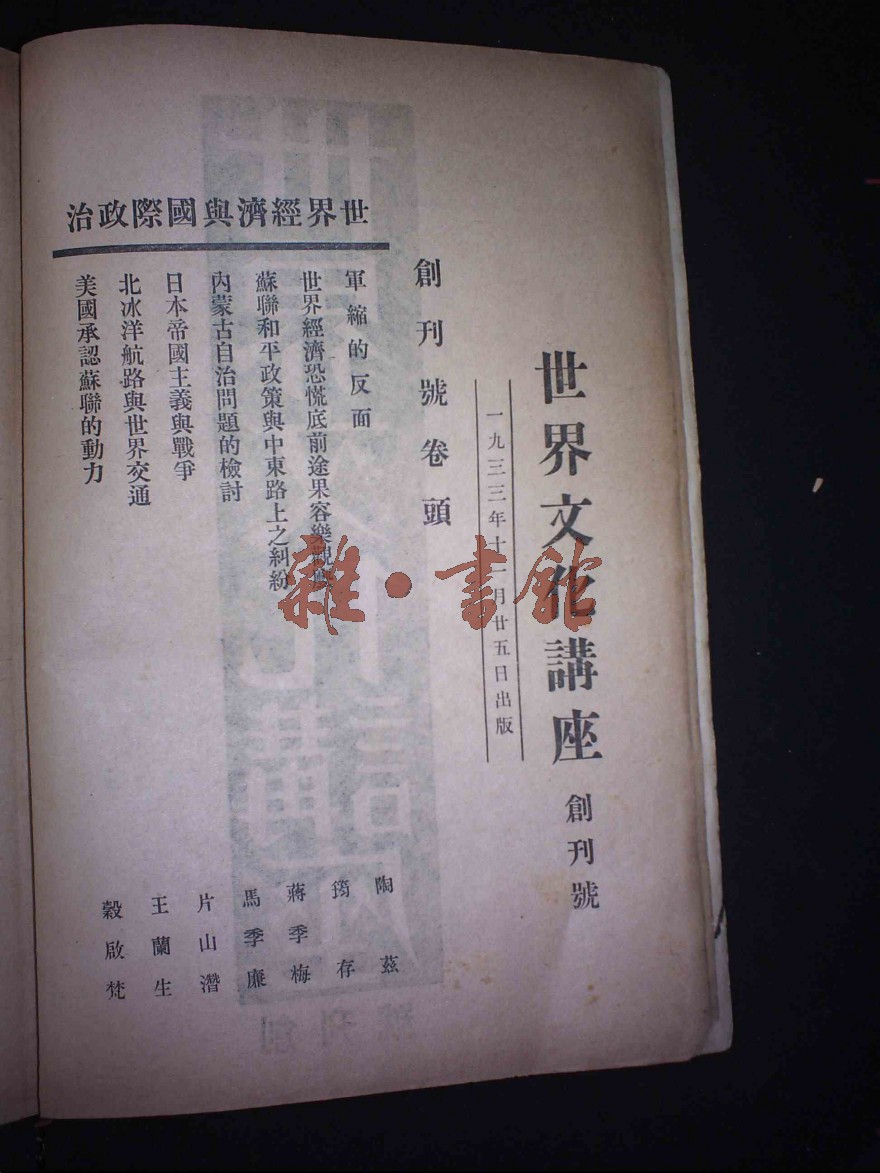 世界文化講座 創刊號
一九三三年十一月廿五日出版
創刊號卷頭
世界經濟與國際政治
軍縮的反面 陶茲
世界經濟恐慌底前途果容樂觀 存
蘇聯和平政策與中東路上之糾紛 蔣季梅
內蒙古自治問題的檢討 馬季廉
日本帝國主義與戰爭 片山潛
北冰洋航路與世界交通 王蘭生
美國承認蘇聯的動力 穀啟梵
雜·書館